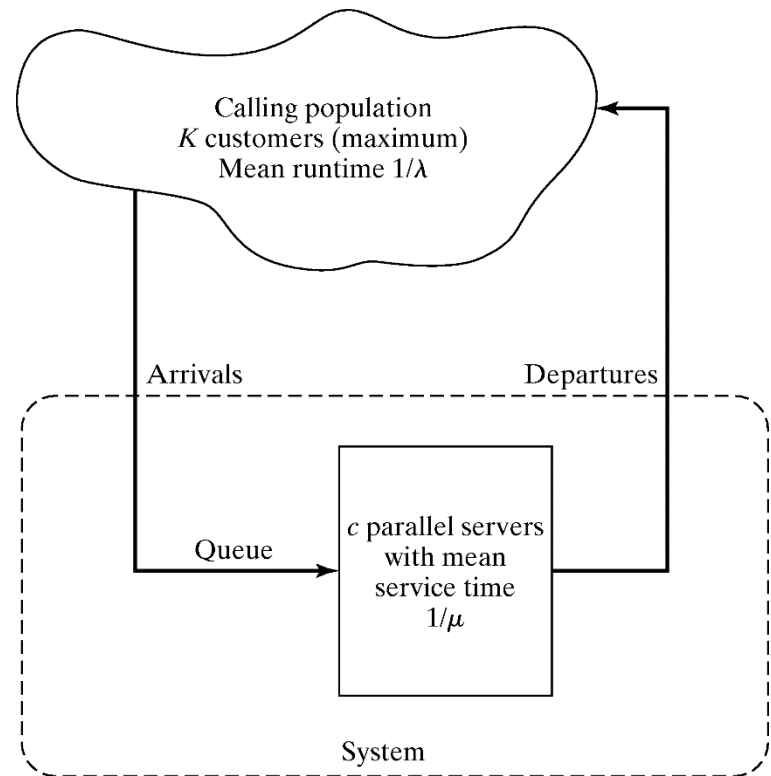 Calling population
K customers (maximum)
Mean runtime 1/λ
Arrivals
Departures
Queue
c parallel servers
with mean
service time
1/μ
System